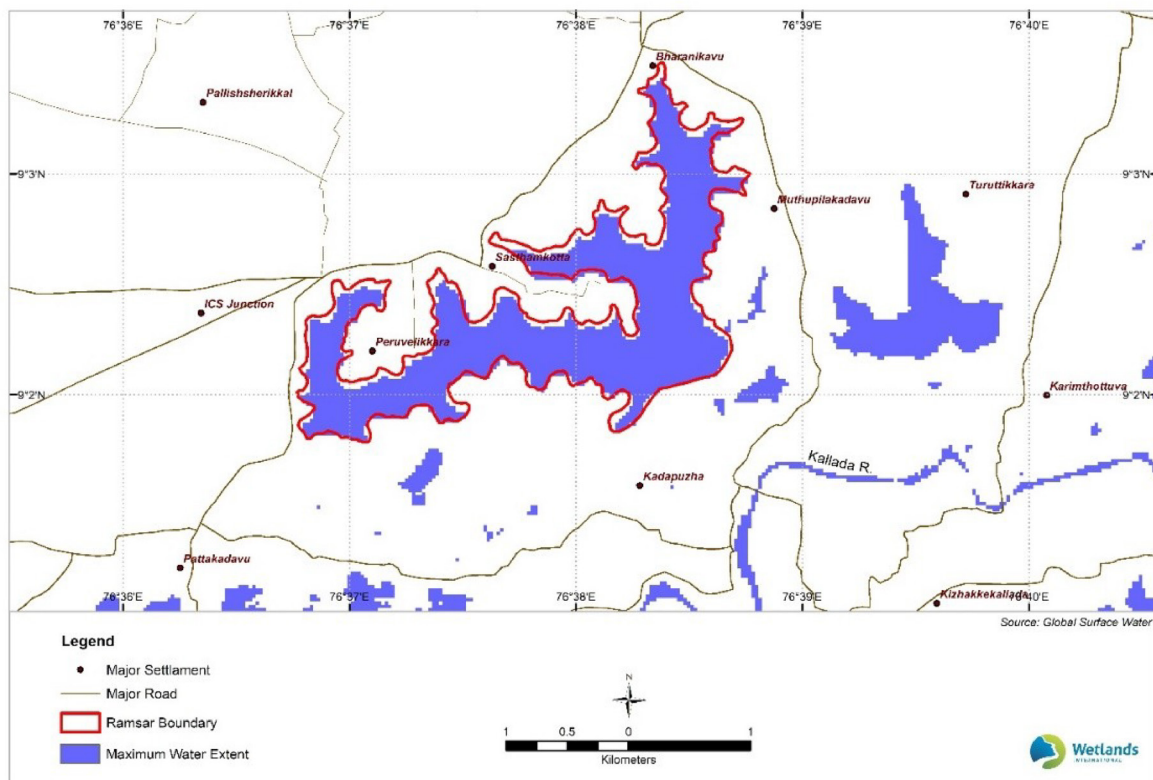 76°36'E
76°37'E
76°38'E
76°39'E
76°40'E
Bharanikavu
Pallishsherikkal
9°3'N
9°3'N
Turuttikkara
Muthupilakadavu
Sasthamkotta
ICS Junction
Peruvelikkara
9°2'N
9°2'N
Karimthottuva
Kallada R.
Kadapuzha
Pattakadavu
Kizhakkekallada
76°36'E
76°37'E
76°38'E
76°39'E
76°40'E
Source: Global Surface Water
Legend
Major Settlament
Major Road
Ramsar Boundary
Maximum Water Extent
N
1 0.5 0 1
Kilometers
Wetlands
INTERNATIONAL